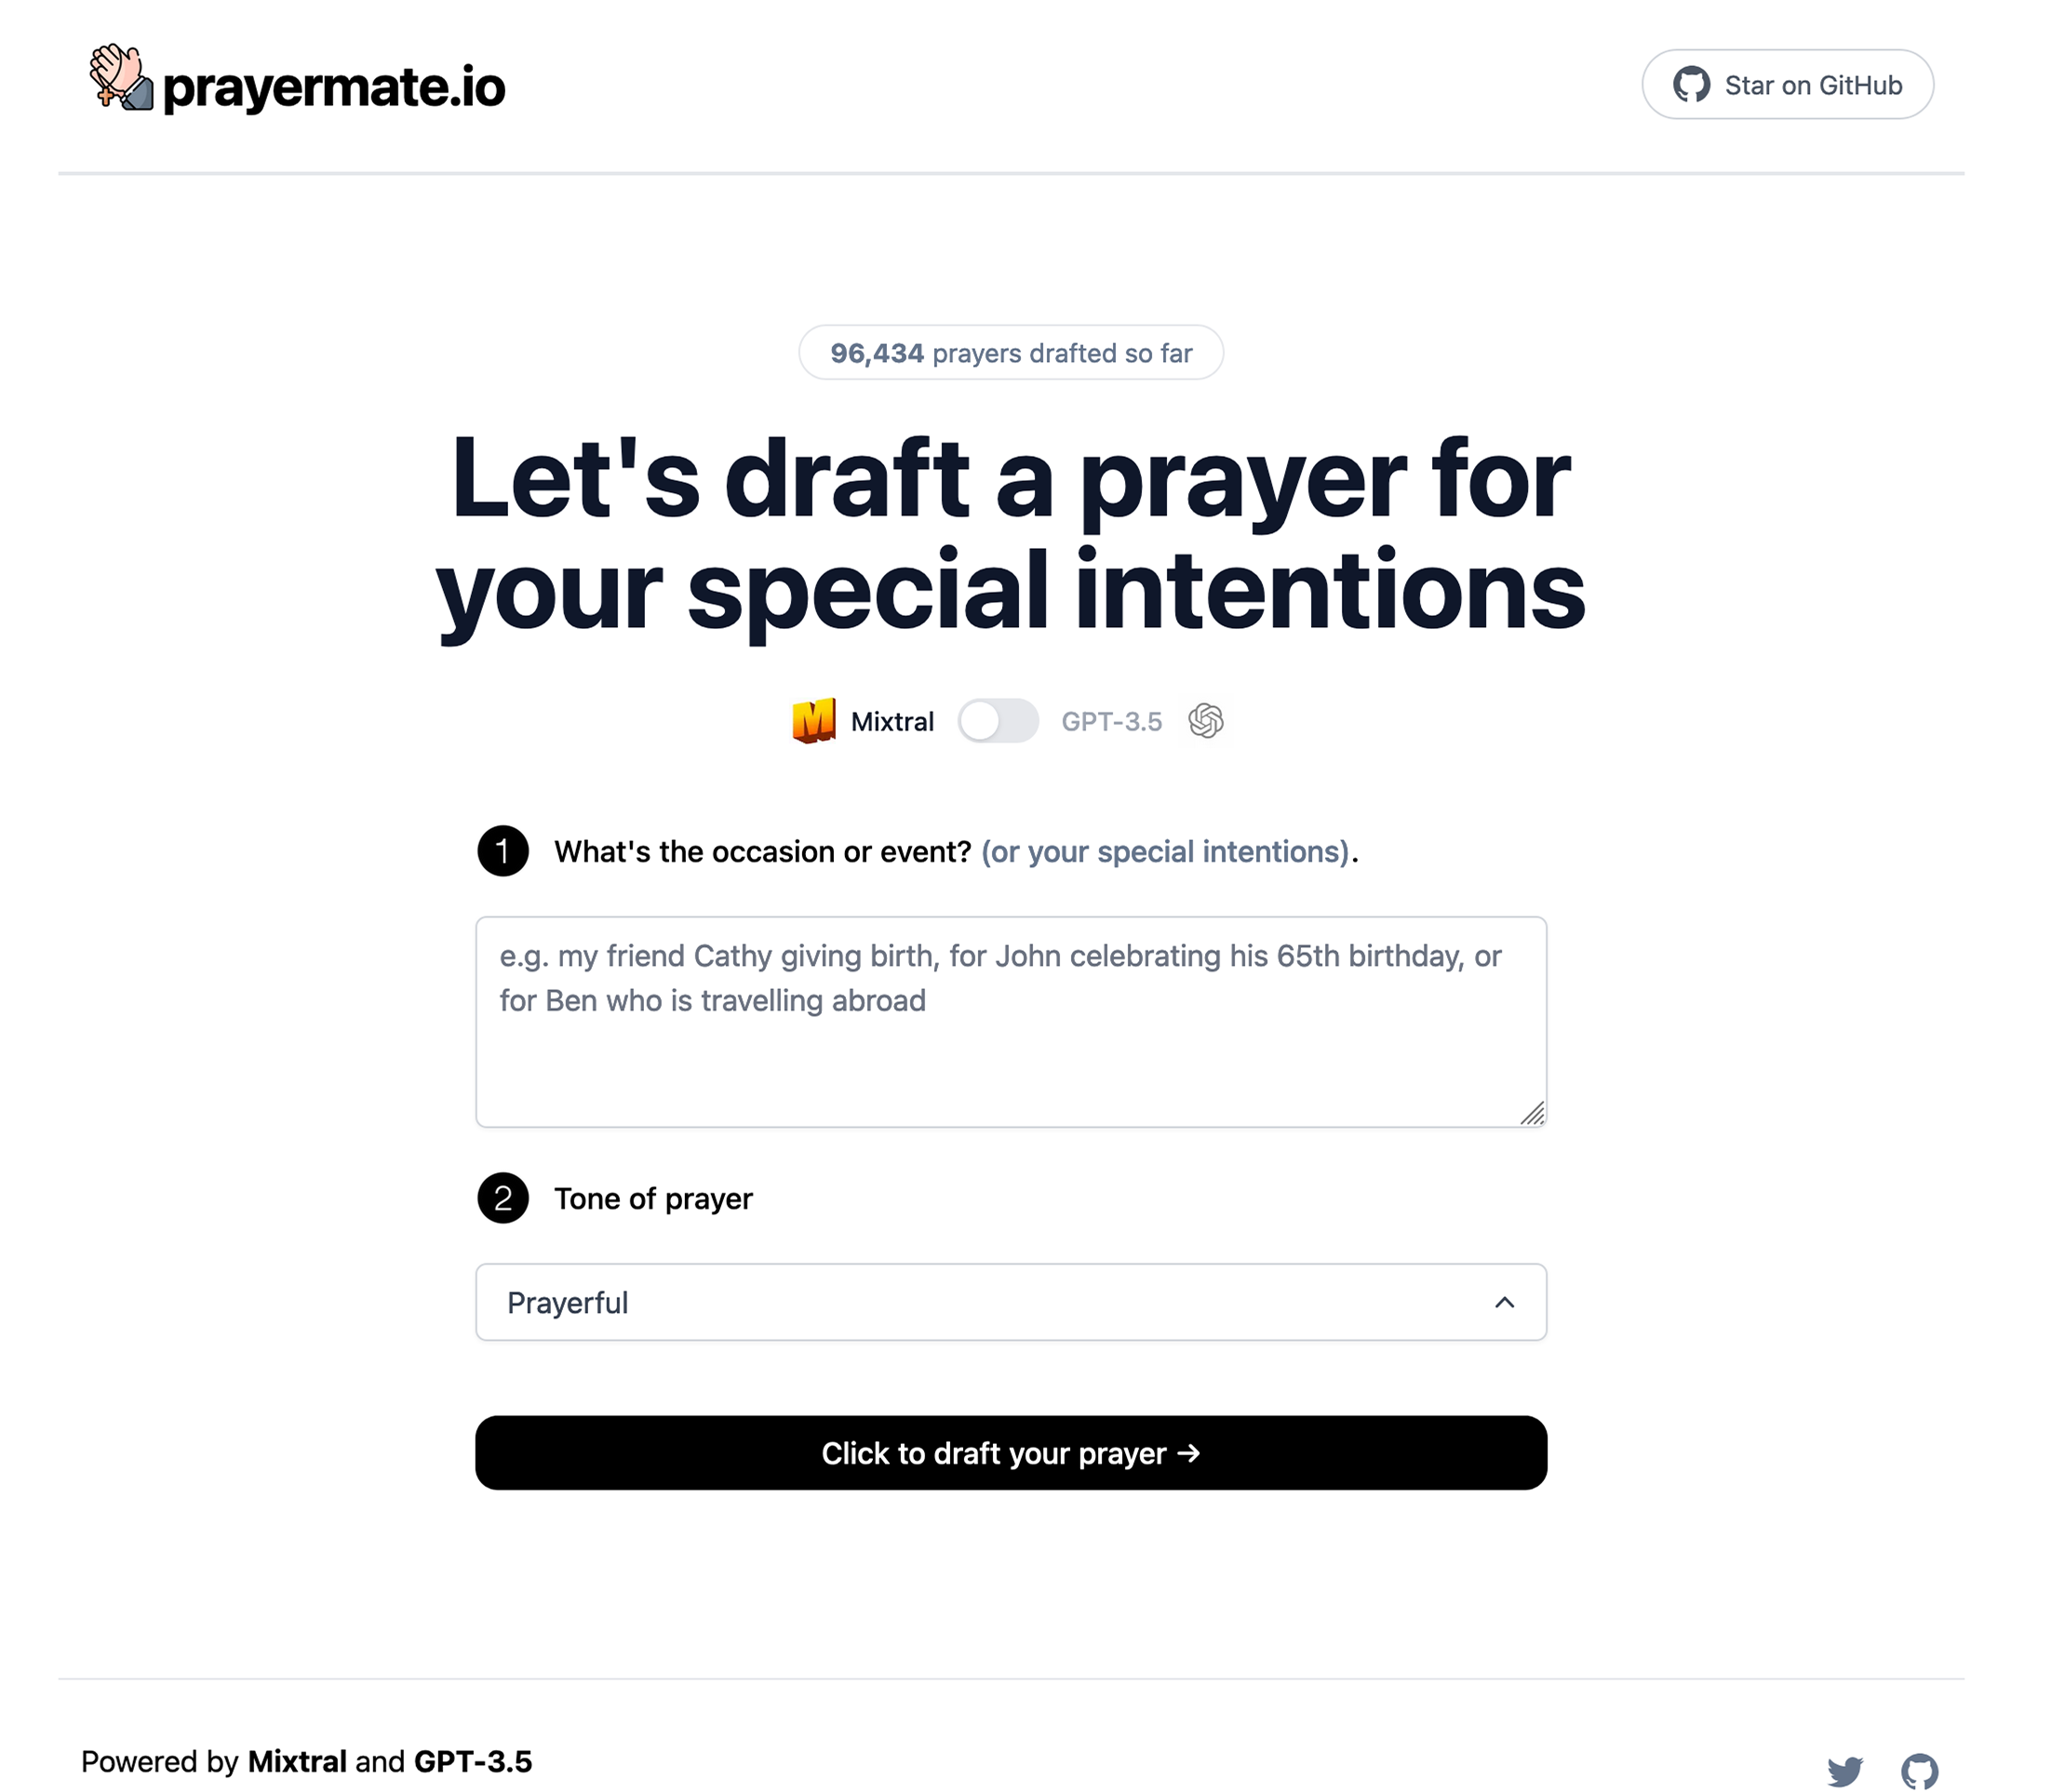 prayermate.io
Star on GitHub
96,434 prayers drafted so far
Let's draft a prayer for
your special intentions
Mixtral
GPT-3.5
1 What's the occasion or event? (or your special intentions).
e.g. my friend Cathy giving birth, for John celebrating his 65th birthday, or
for Ben who is travelling abroad
2 Tone of prayer
Prayerful
Click to draft your prayer →
Powered by Mixtral and GPT-3.5